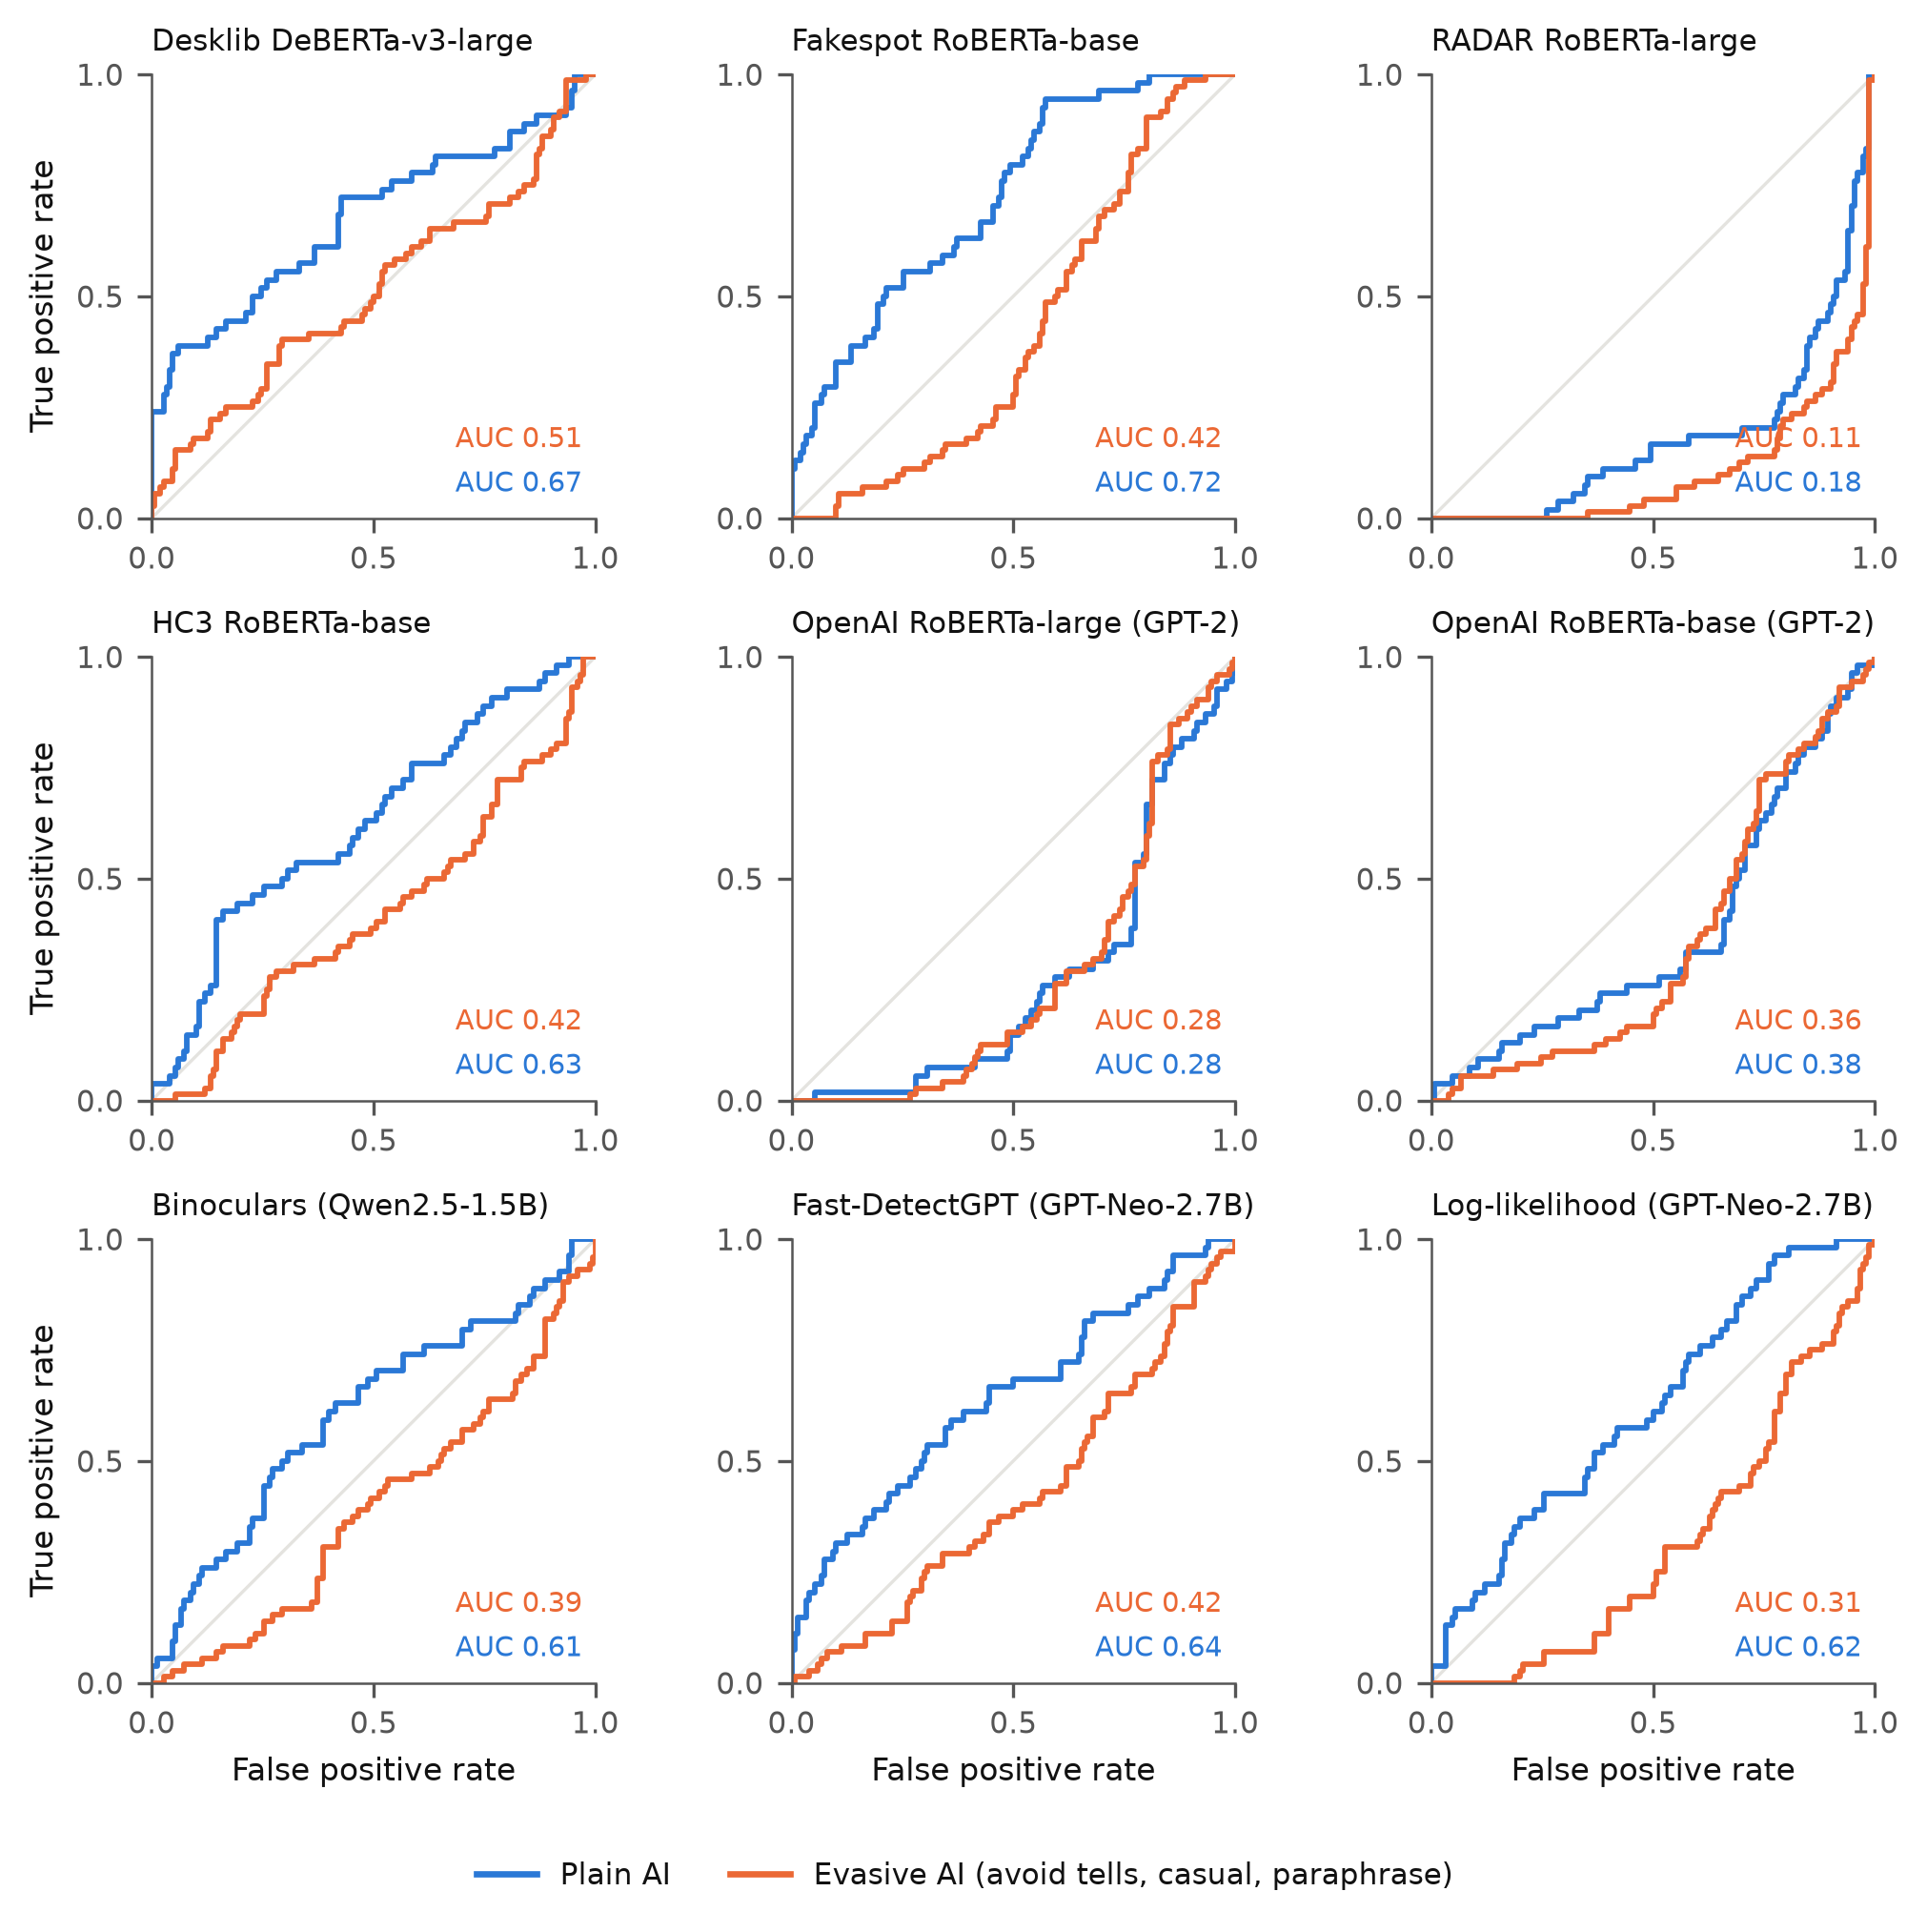 Desklib DeBERTa-v3-large
Fakespot RoBERTa-base
RADAR RoBERTa-large
True positive rate
1.0
0.5
0.0
AUC 0.51
AUC 0.67
0.0 0.5 1.0
1.0
0.5
0.0
AUC 0.42
AUC 0.72
0.0 0.5 1.0
1.0
0.5
0.0
AUC 0.11
AUC 0.18
0.0 0.5 1.0
HC3 RoBERTa-base
OpenAI RoBERTa-large (GPT-2)
OpenAI RoBERTa-base (GPT-2)
True positive rate
1.0
0.5
0.0
AUC 0.42
AUC 0.63
0.0 0.5 1.0
1.0
0.5
0.0
AUC 0.28
AUC 0.28
0.0 0.5 1.0
1.0
0.5
0.0
AUC 0.36
AUC 0.38
0.0 0.5 1.0
Binoculars (Qwen2.5-1.5B)
Fast-DetectGPT (GPT-Neo-2.7B)
Log-likelihood (GPT-Neo-2.7B)
True positive rate
1.0
0.5
0.0
AUC 0.39
AUC 0.61
0.0 0.5 1.0
False positive rate
1.0
0.5
0.0
AUC 0.42
AUC 0.64
0.0 0.5 1.0
False positive rate
1.0
0.5
0.0
AUC 0.31
AUC 0.62
0.0 0.5 1.0
False positive rate
Plain AI
Evasive AI (avoid tells, casual, paraphrase)